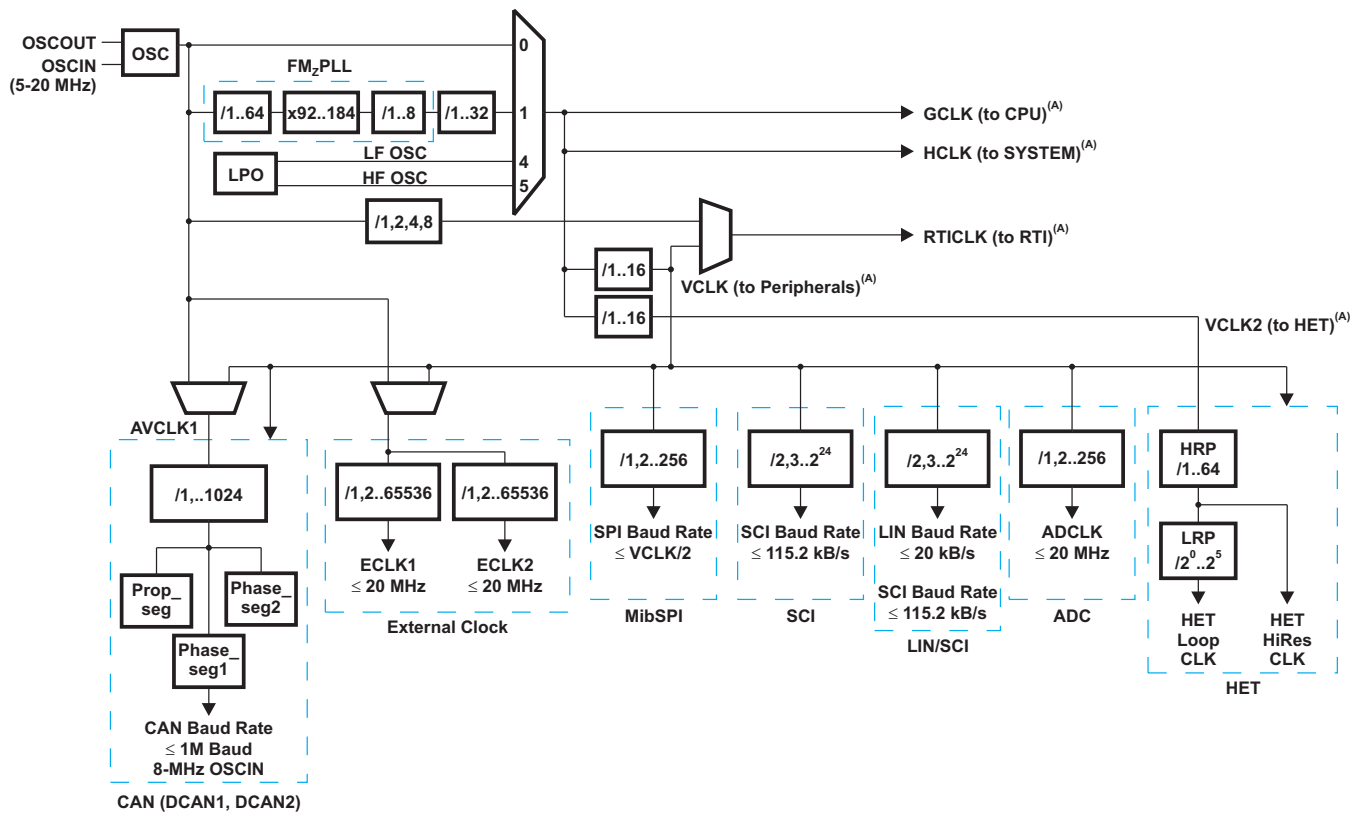 OSCOUT
OSCIN
(5-20 MHz)
OSC
0
FMzPLL
/1..64
x92..184
/1..8
/1..32
1
GCLK (to CPU)(A)
LF OSC
4
HCLK (to SYSTEM)(A)
LPO
HF OSC
5
/1,2,4,8
RTICLK (to RTI)(A)
/1..16
VCLK (to Peripherals)(A)
/1..16
VCLK2 (to HET)(A)
AVCLK1
/1,..1024
Prop_
seg
Phase_
seg2
Phase_
seg1
CAN Baud Rate
≤ 1M Baud
8-MHz OSCIN
CAN (DCAN1, DCAN2)
/1,2..65536
/1,2..65536
ECLK1
≤ 20 MHz
ECLK2
≤ 20 MHz
External Clock
/1,2..256
SPI Baud Rate
≤ VCLK/2
MibSPI
/2,3..2^24
SCI Baud Rate
≤ 115.2 kB/s
SCI
/2,3..2^24
LIN Baud Rate
≤ 20 kB/s
SCI Baud Rate
≤ 115.2 kB/s
LIN/SCI
/1,2..256
ADCLK
≤ 20 MHz
ADC
HRP
/1..64
LRP
/2^0..2^5
HET
Loop
CLK
HET
HiRes
CLK
HET